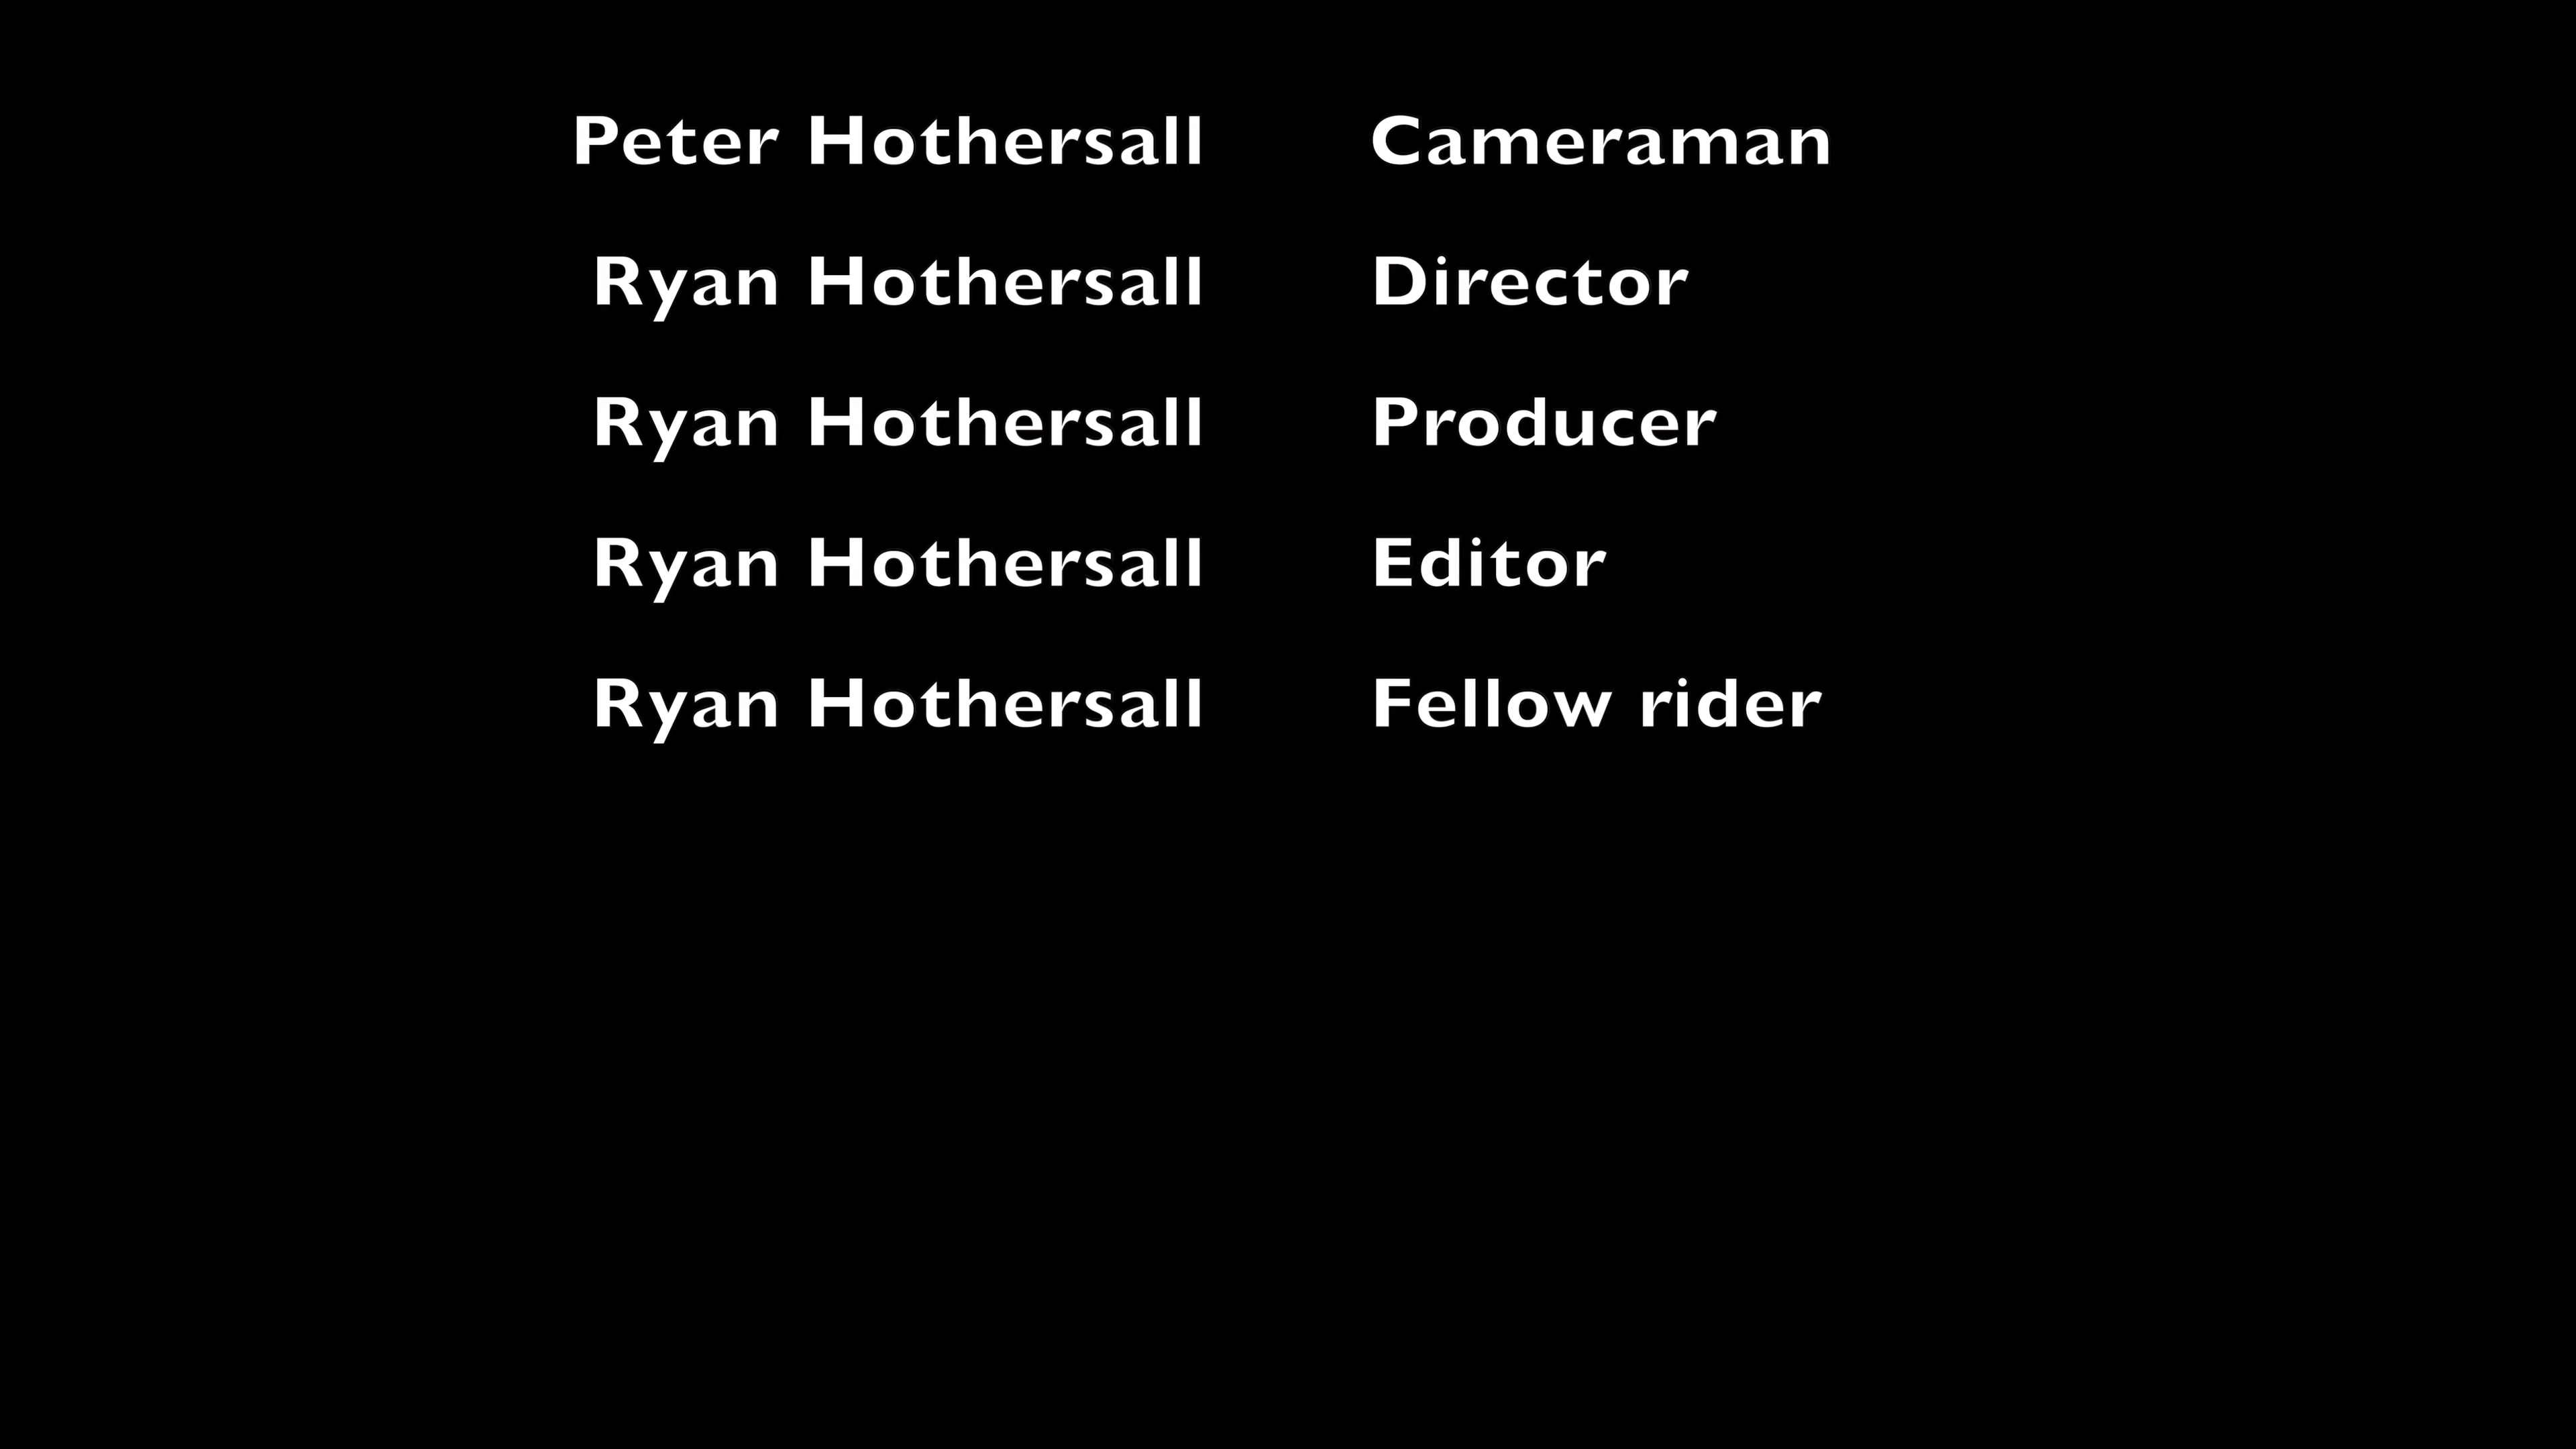 Peter Hothersall Cameraman
Ryan Hothersall Director
Ryan Hothersall Producer
Ryan Hothersall Editor
Ryan Hothersall Fellow rider